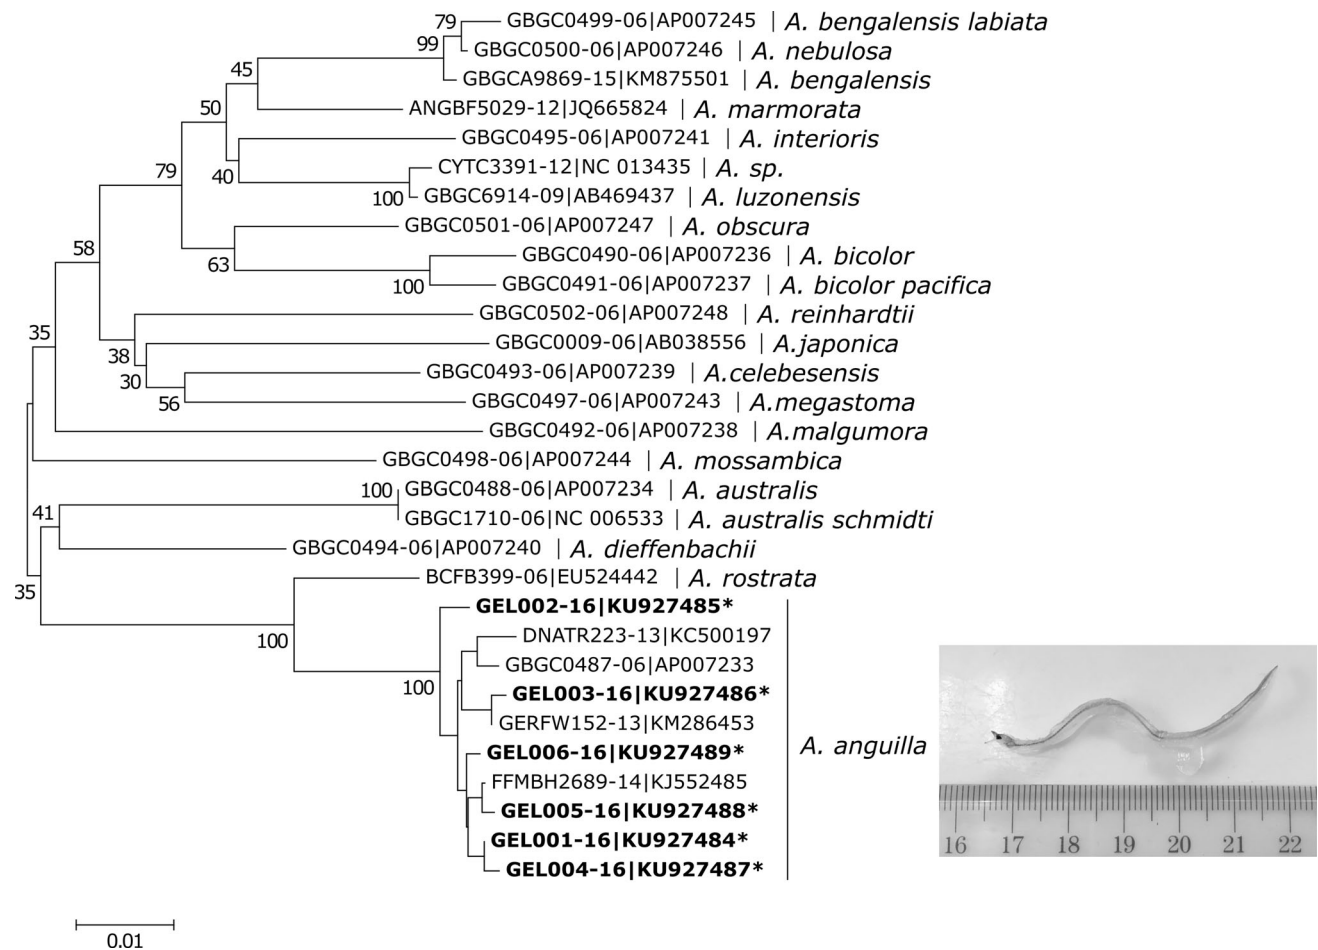 79 GBGC0499-06|AP007245 | A. bengalensis labiata
99 GBGC0500-06|AP007246 | A. nebulosa
45 GBGCA9869-15|KM875501 | A. bengalensis
50 ANGBF5029-12|JQ665824 | A. marmorata
GBGC0495-06|AP007241 | A. interioris
79 CYTC3391-12|NC 013435 | A. sp.
40 100 GBGC6914-09|AB469437 | A. luzonensis
GBGC0501-06|AP007247 | A. obscura
58 63 GBGC0490-06|AP007236 | A. bicolor
100 GBGC0491-06|AP007237 | A. bicolor pacifica
GBGC0502-06|AP007248 | A. reinhardtii
35 38 GBGC0009-06|AB038556 | A.japonica
30 GBGC0493-06|AP007239 | A.celebesensis
56 GBGC0497-06|AP007243 | A.megastoma
GBGC0492-06|AP007238 | A.malgumora
GBGC0498-06|AP007244 | A. mossambica
100 GBGC0488-06|AP007234 | A. australis
41 GBGC1710-06|NC 006533 | A. australis schmidti
GBGC0494-06|AP007240 | A. dieffenbachii
BCFB399-06|EU524442 | A. rostrata
35 GEL002-16|KU927485*
100 DNATR223-13|KC500197
GBGC0487-06|AP007233
100 GEL003-16|KU927486*
GERFW152-13|KM286453
A. anguilla
GEL006-16|KU927489*
FFMBH2689-14|KJ552485
GEL005-16|KU927488*
GEL001-16|KU927484*
GEL004-16|KU927487*
16 17 18 19 20 21 22
0.01